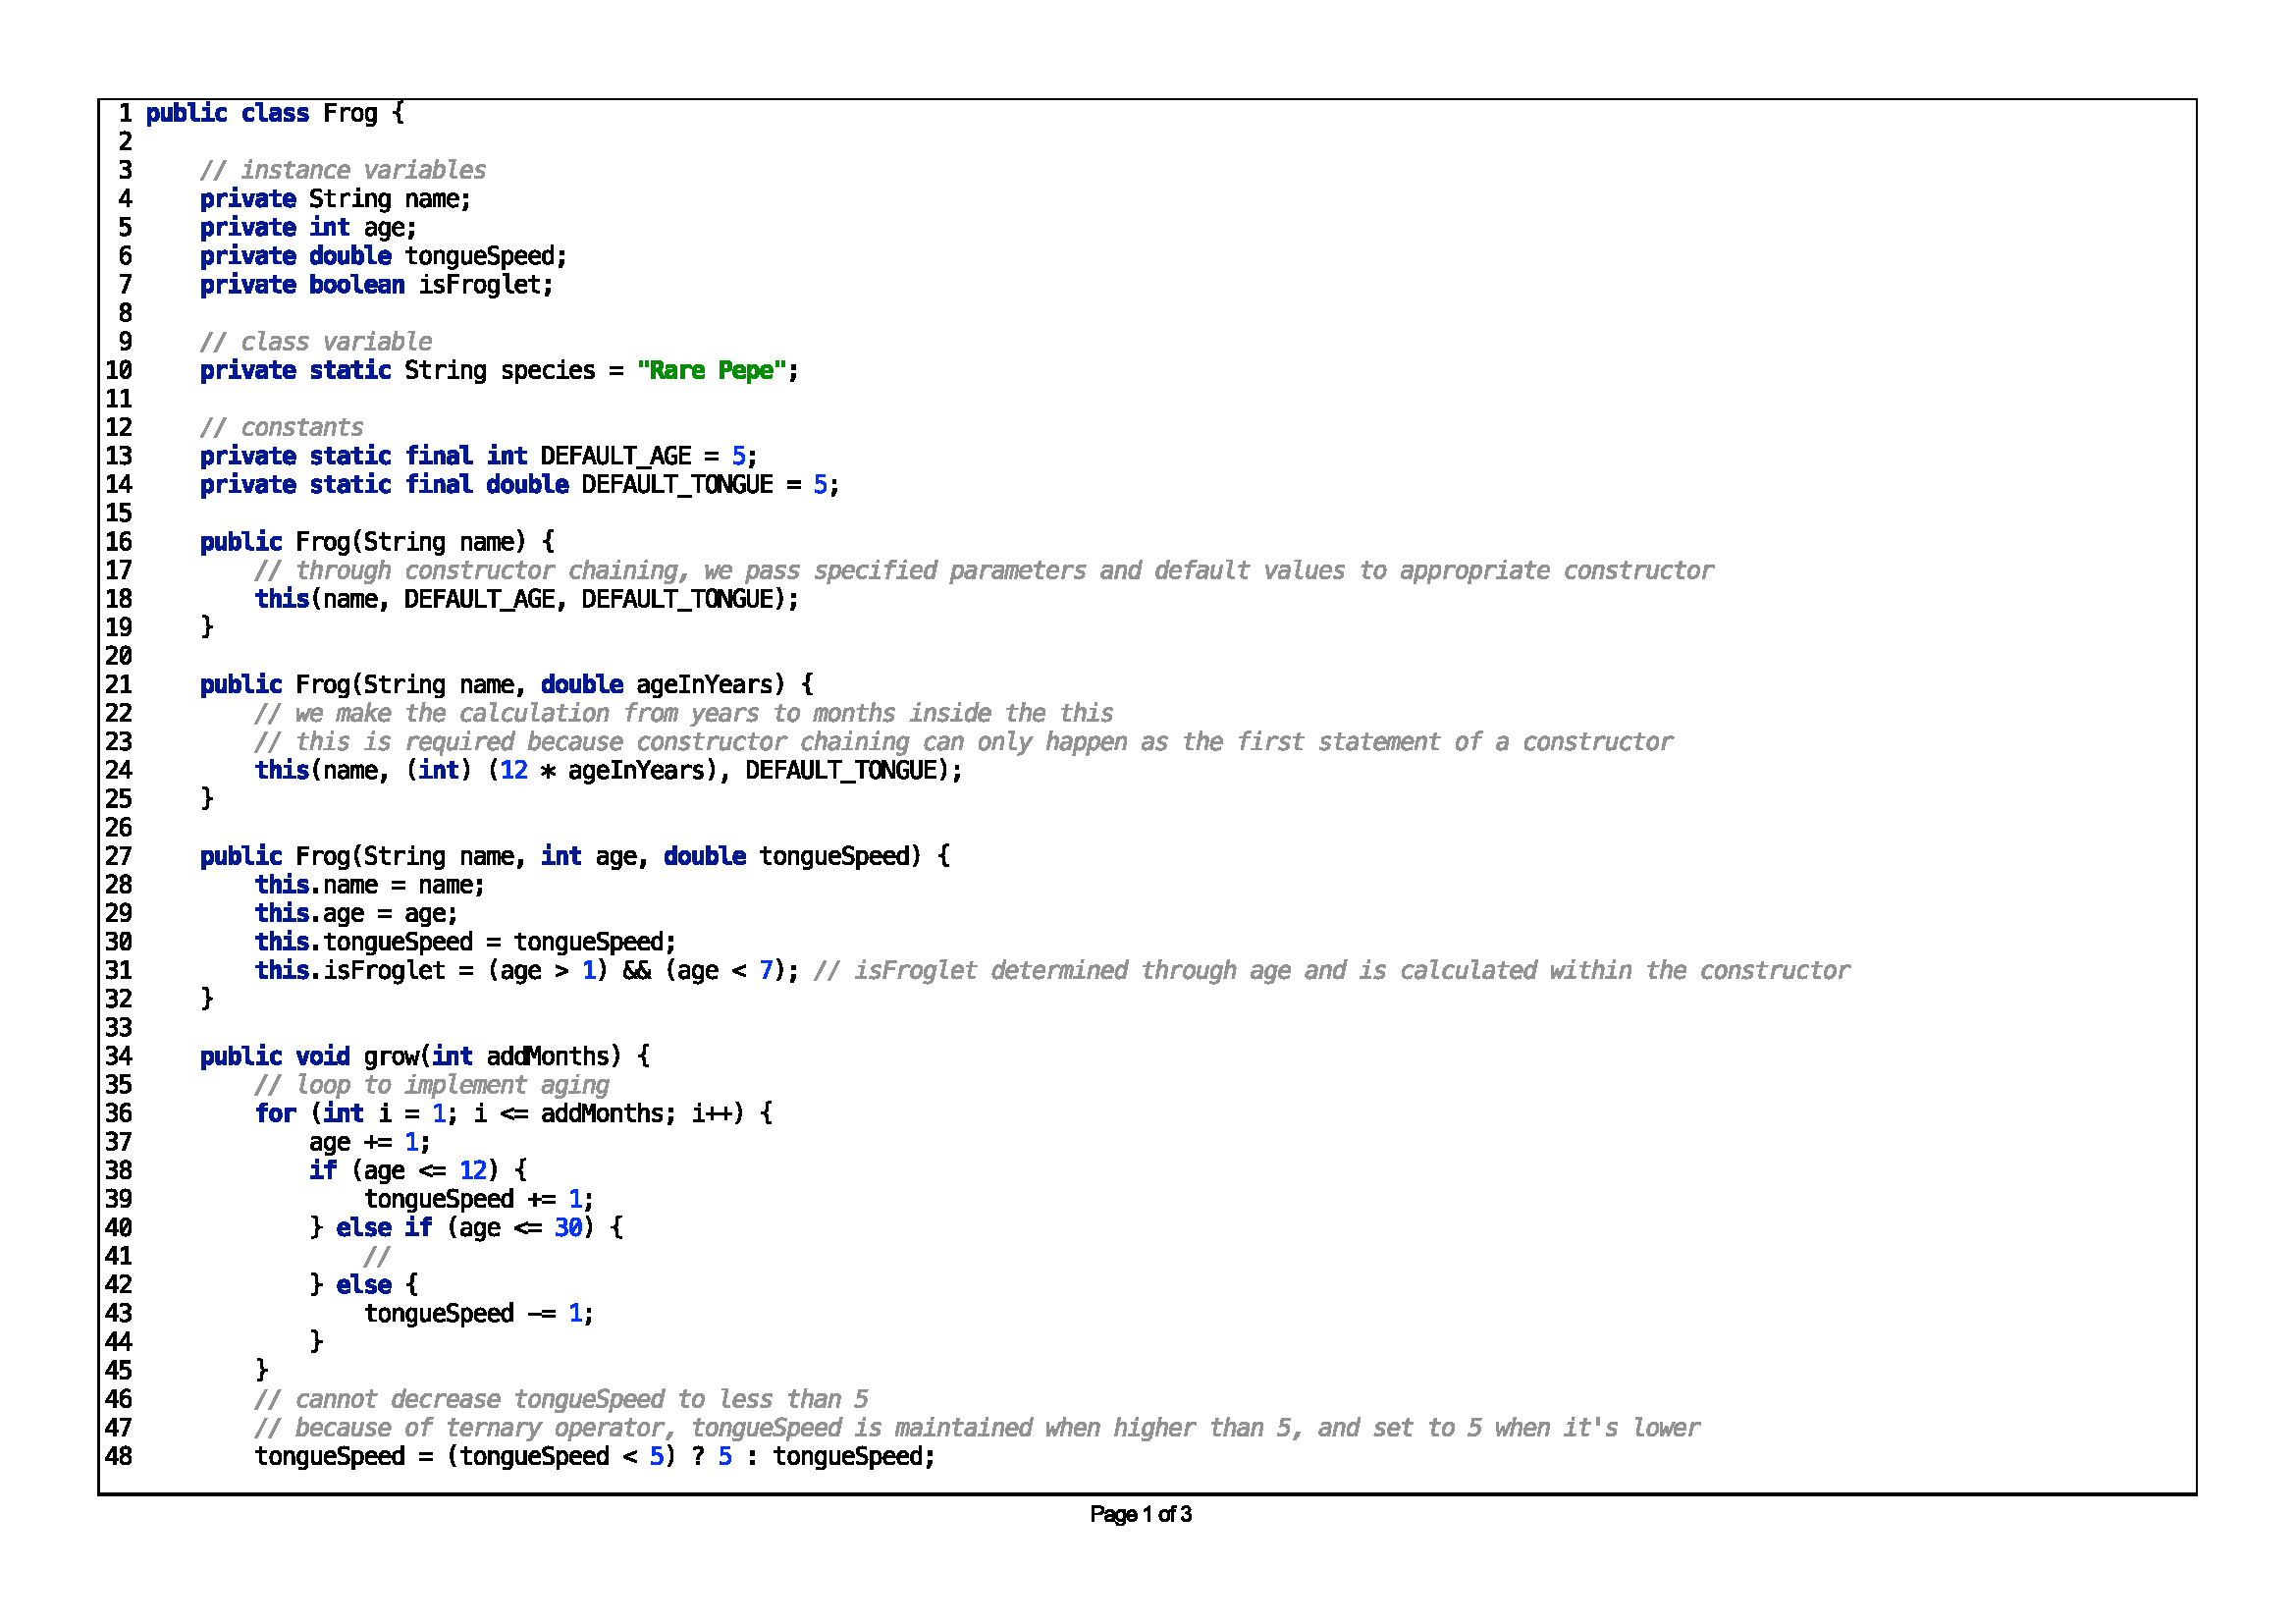 1 public class Frog {
2
3     // instance variables
4     private String name;
5     private int age;
6     private double tongueSpeed;
7     private boolean isFroglet;
8
9     // class variable
10     private static String species = "Rare Pepe";
11
12     // constants
13     private static final int DEFAULT_AGE = 5;
14     private static final double DEFAULT_TONGUE = 5;
15
16     public Frog(String name) {
17         // through constructor chaining, we pass specified parameters and default values to appropriate constructor
18         this(name, DEFAULT_AGE, DEFAULT_TONGUE);
19     }
20
21     public Frog(String name, double ageInYears) {
22         // we make the calculation from years to months inside the this
23         // this is required because constructor chaining can only happen as the first statement of a constructor
24         this(name, (int) (12 * ageInYears), DEFAULT_TONGUE);
25     }
26
27     public Frog(String name, int age, double tongueSpeed) {
28         this.name = name;
29         this.age = age;
30         this.tongueSpeed = tongueSpeed;
31         this.isFroglet = (age > 1) && (age < 7); // isFroglet determined through age and is calculated within the constructor
32     }
33
34     public void grow(int addMonths) {
35         // loop to implement aging
36         for (int i = 1; i <= addMonths; i++) {
37             age += 1;
38             if (age <= 12) {
39                 tongueSpeed += 1;
40             } else if (age <= 30) {
41                 //
42             } else {
43                 tongueSpeed -= 1;
44             }
45         }
46         // cannot decrease tongueSpeed to less than 5
47         // because of ternary operator, tongueSpeed is maintained when higher than 5, and set to 5 when it's lower
48         tongueSpeed = (tongueSpeed < 5) ? 5 : tongueSpeed;
Page 1 of 3